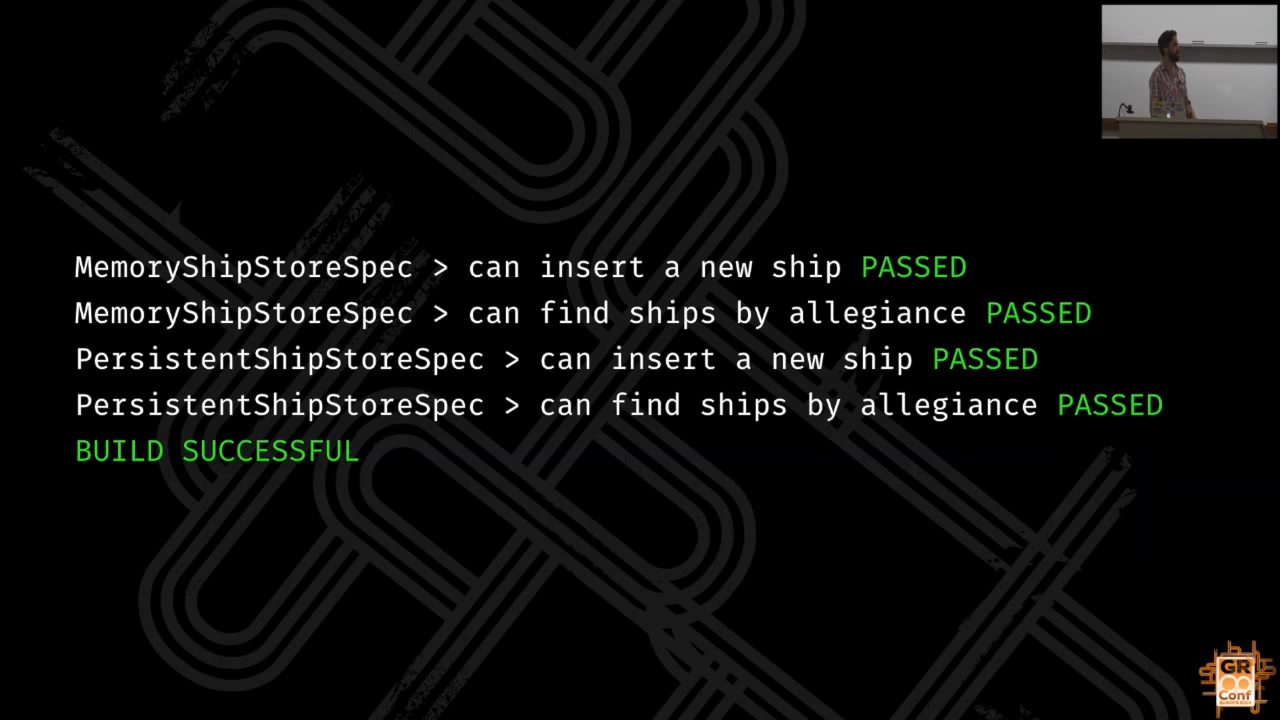 MemoryShipStoreSpec > can insert a new ship PASSED
MemoryShipStoreSpec > can find ships by allegiance PASSED
PersistentShipStoreSpec > can insert a new ship PASSED
PersistentShipStoreSpec > can find ships by allegiance PASSED
BUILD SUCCESSFUL
GR
Conf